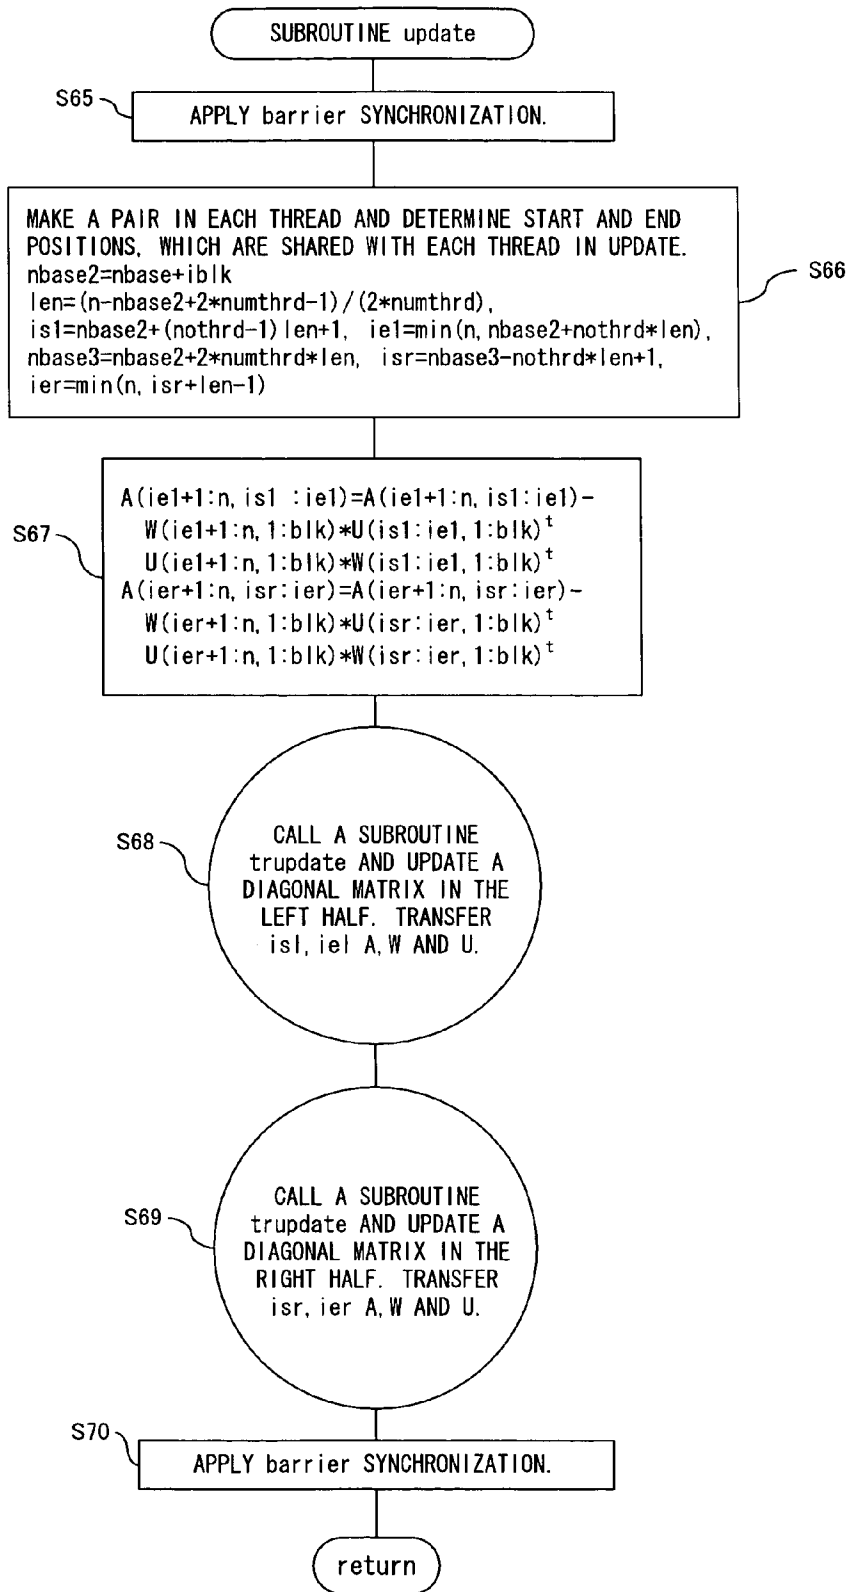 SUBROUTINE update
S65
APPLY barrier SYNCHRONIZATION.
MAKE A PAIR IN EACH THREAD AND DETERMINE START AND END
POSITIONS, WHICH ARE SHARED WITH EACH THREAD IN UPDATE.
nbase2=nbase+iblk
len=(n-nbase2+2*numthrd-1)/(2*numthrd),
is1=nbase2+(nothrd-1)len+1, ie1=min(n,nbase2+nothrd*len),
nbase3=nbase2+2*numthrd*len, isr=nbase3-nothrd*len+1,
ier=min(n,isr+len-1)
S66
S67
A(ie1+1:n,is1 :ie1)=A(ie1+1:n,is1:ie1)-
W(ie1+1:n,1:blk)*U(is1:ie1,1:blk)ᵗ
U(ie1+1:n,1:blk)*W(is1:ie1,1:blk)ᵗ
A(ier+1:n,isr:ier)=A(ier+1:n,isr:ier)-
W(ier+1:n,1:blk)*U(isr:ier,1:blk)ᵗ
U(ier+1:n,1:blk)*W(isr:ier,1:blk)ᵗ
S68
CALL A SUBROUTINE
trupdate AND UPDATE A
DIAGONAL MATRIX IN THE
LEFT HALF. TRANSFER
isl,iel A,W AND U.
S69
CALL A SUBROUTINE
trupdate AND UPDATE A
DIAGONAL MATRIX IN THE
RIGHT HALF. TRANSFER
isr,ier A,W AND U.
S70
APPLY barrier SYNCHRONIZATION.
return